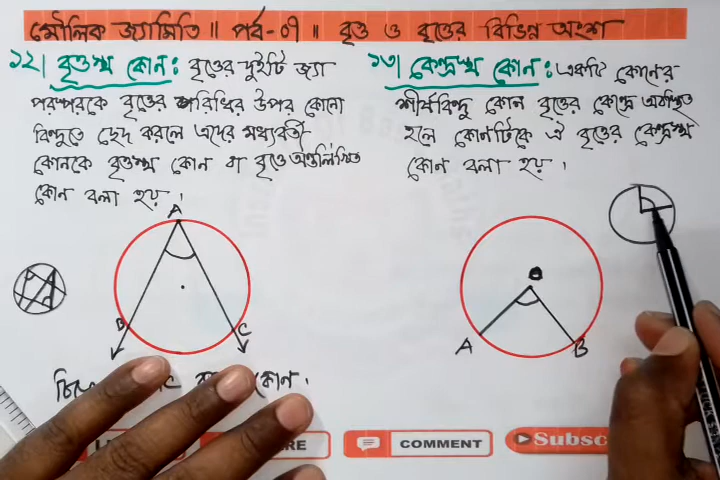 মৌলিক জ্যামিতি ॥ পর্ব - ০৭ ॥ বৃত্ত ও বৃত্তের বিভিন্ন অংশ
১২। বৃত্তস্থ কোন: বৃত্তের দুইটি জ্যা
পরস্পরকে বৃত্তের পরিধির উপর কোনো
বিন্দুতে ছেদ করলে এদের মধ্যবর্তী
কোনকে বৃত্তস্থ কোন বা বৃত্তে অন্তর্লিখিত
কোন বলা হয়।
A
B
C
কোন।
১৩। কেন্দ্রস্থ কোন: একটি কোনের
শীর্ষবিন্দু কোন বৃত্তের কেন্দ্রে অবস্থিত
হলে কোনটিকে ঐ বৃত্তের কেন্দ্রস্থ
কোন বলা হয়।
A
B
COMMENT
Subsc